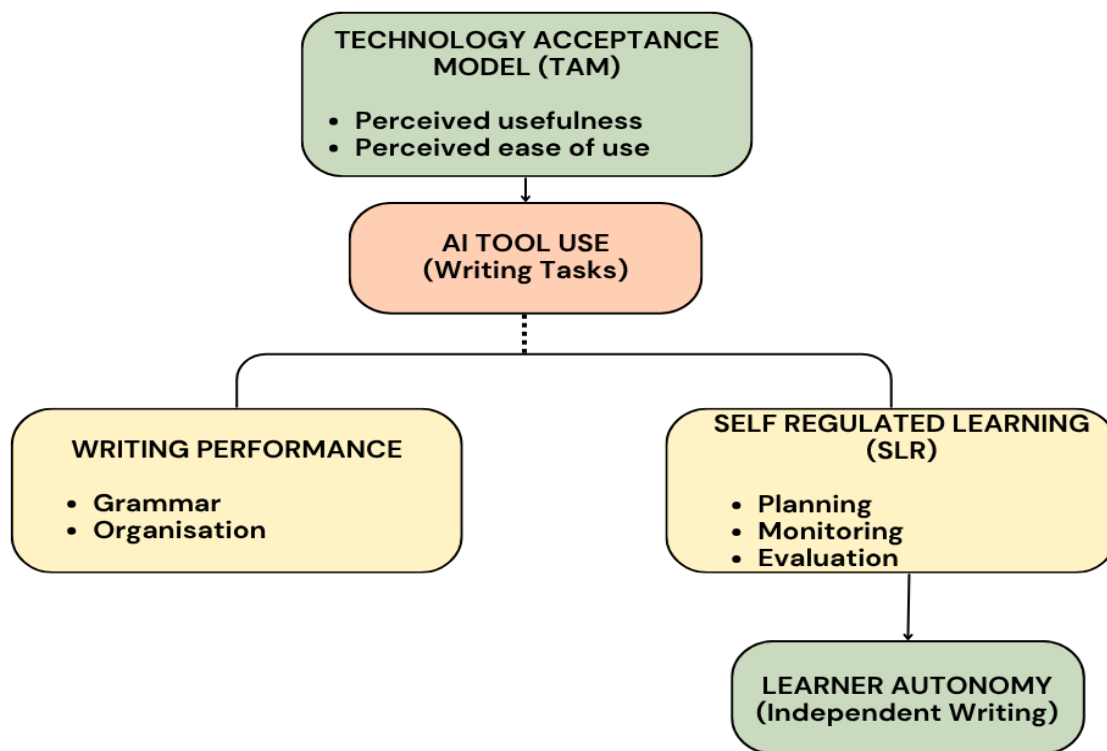 TECHNOLOGY ACCEPTANCE
MODEL (TAM)
• Perceived usefulness
• Perceived ease of use
AI TOOL USE
(Writing Tasks)
WRITING PERFORMANCE
• Grammar
• Organisation
SELF REGULATED LEARNING
(SLR)
• Planning
• Monitoring
• Evaluation
LEARNER AUTONOMY
(Independent Writing)